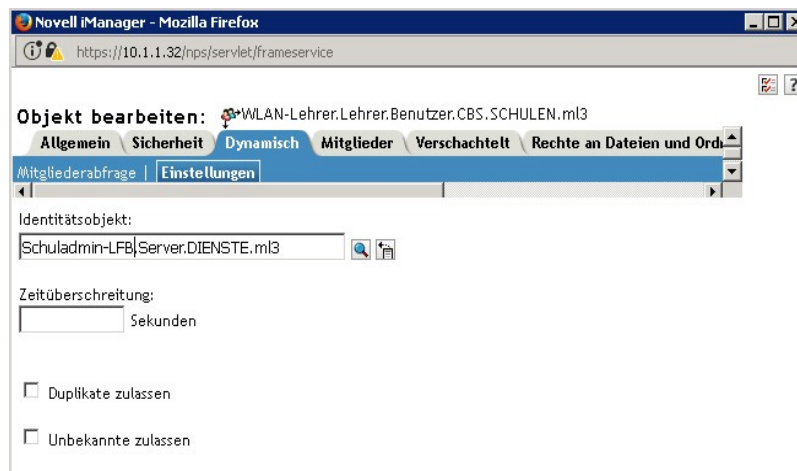 Novell iManager - Mozilla Firefox
https://10.1.1.32/nps/servlet/frameservice
?
Objekt bearbeiten: WLAN-Lehrer.Lehrer.Benutzer.CBS.SCHULEN.ml3
Allgemein Sicherheit Dynamisch Mitglieder Verschachtelt Rechte an Dateien und Ordn
Mitgliederabfrage | Einstellungen
Identitätsobjekt:
Schuladmin-LFB.Server.DIENSTE.ml3
Zeitüberschreitung:
Sekunden
Duplikate zulassen
Unbekannte zulassen